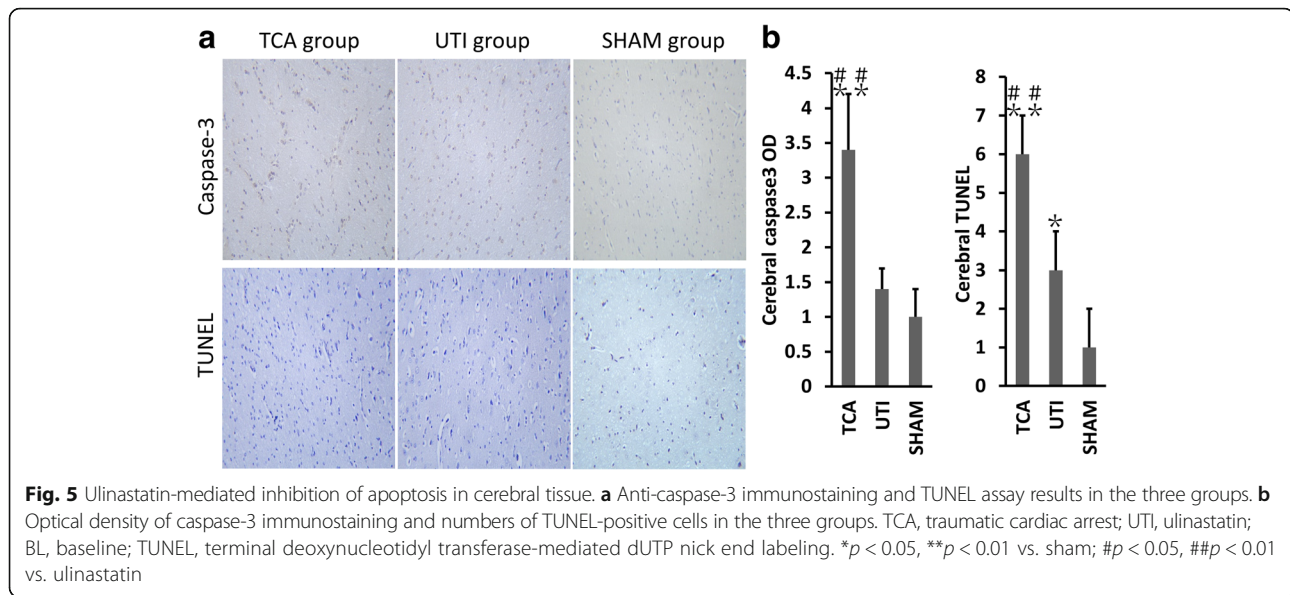 a
TCA group UTI group SHAM group
Caspase-3
TUNEL
b
Cerebral caspase3 OD
4.5
4
3.5
3
2.5
2
1.5
1
0.5
0
##
**
TCA
UTI
SHAM
Cerebral TUNEL
8
7
6
5
4
3
2
1
0
##
**
*
TCA
UTI
SHAM
Fig. 5 Ulinastatin-mediated inhibition of apoptosis in cerebral tissue. a Anti-caspase-3 immunostaining and TUNEL assay results in the three groups. b
Optical density of caspase-3 immunostaining and numbers of TUNEL-positive cells in the three groups. TCA, traumatic cardiac arrest; UTI, ulinastatin;
BL, baseline; TUNEL, terminal deoxynucleotidyl transferase-mediated dUTP nick end labeling. *p < 0.05, **p < 0.01 vs. sham; #p < 0.05, ##p < 0.01
vs. ulinastatin